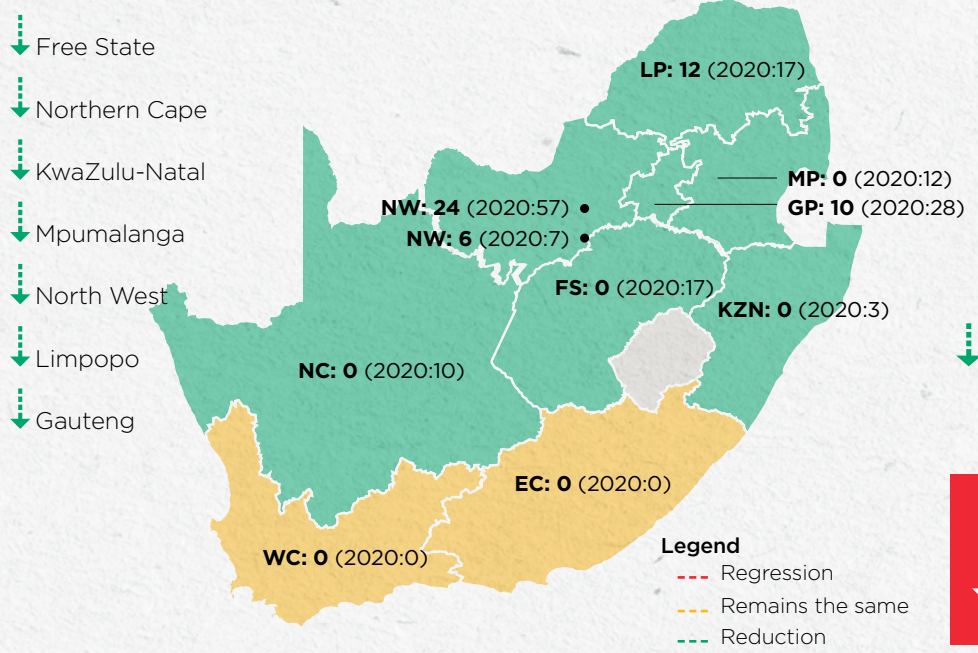 Free State
Northern Cape
KwaZulu-Natal
Mpumalanga
North West
Limpopo
Gauteng
LP: 12 (2020:17)
MP: 0 (2020:12)
GP: 10 (2020:28)
NW: 24 (2020:57)
NW: 6 (2020:7)
FS: 0 (2020:17)
KZN: 0 (2020:3)
NC: 0 (2020:10)
EC: 0 (2020:0)
WC: 0 (2020:0)
Legend
Regression
Remains the same
Reduction